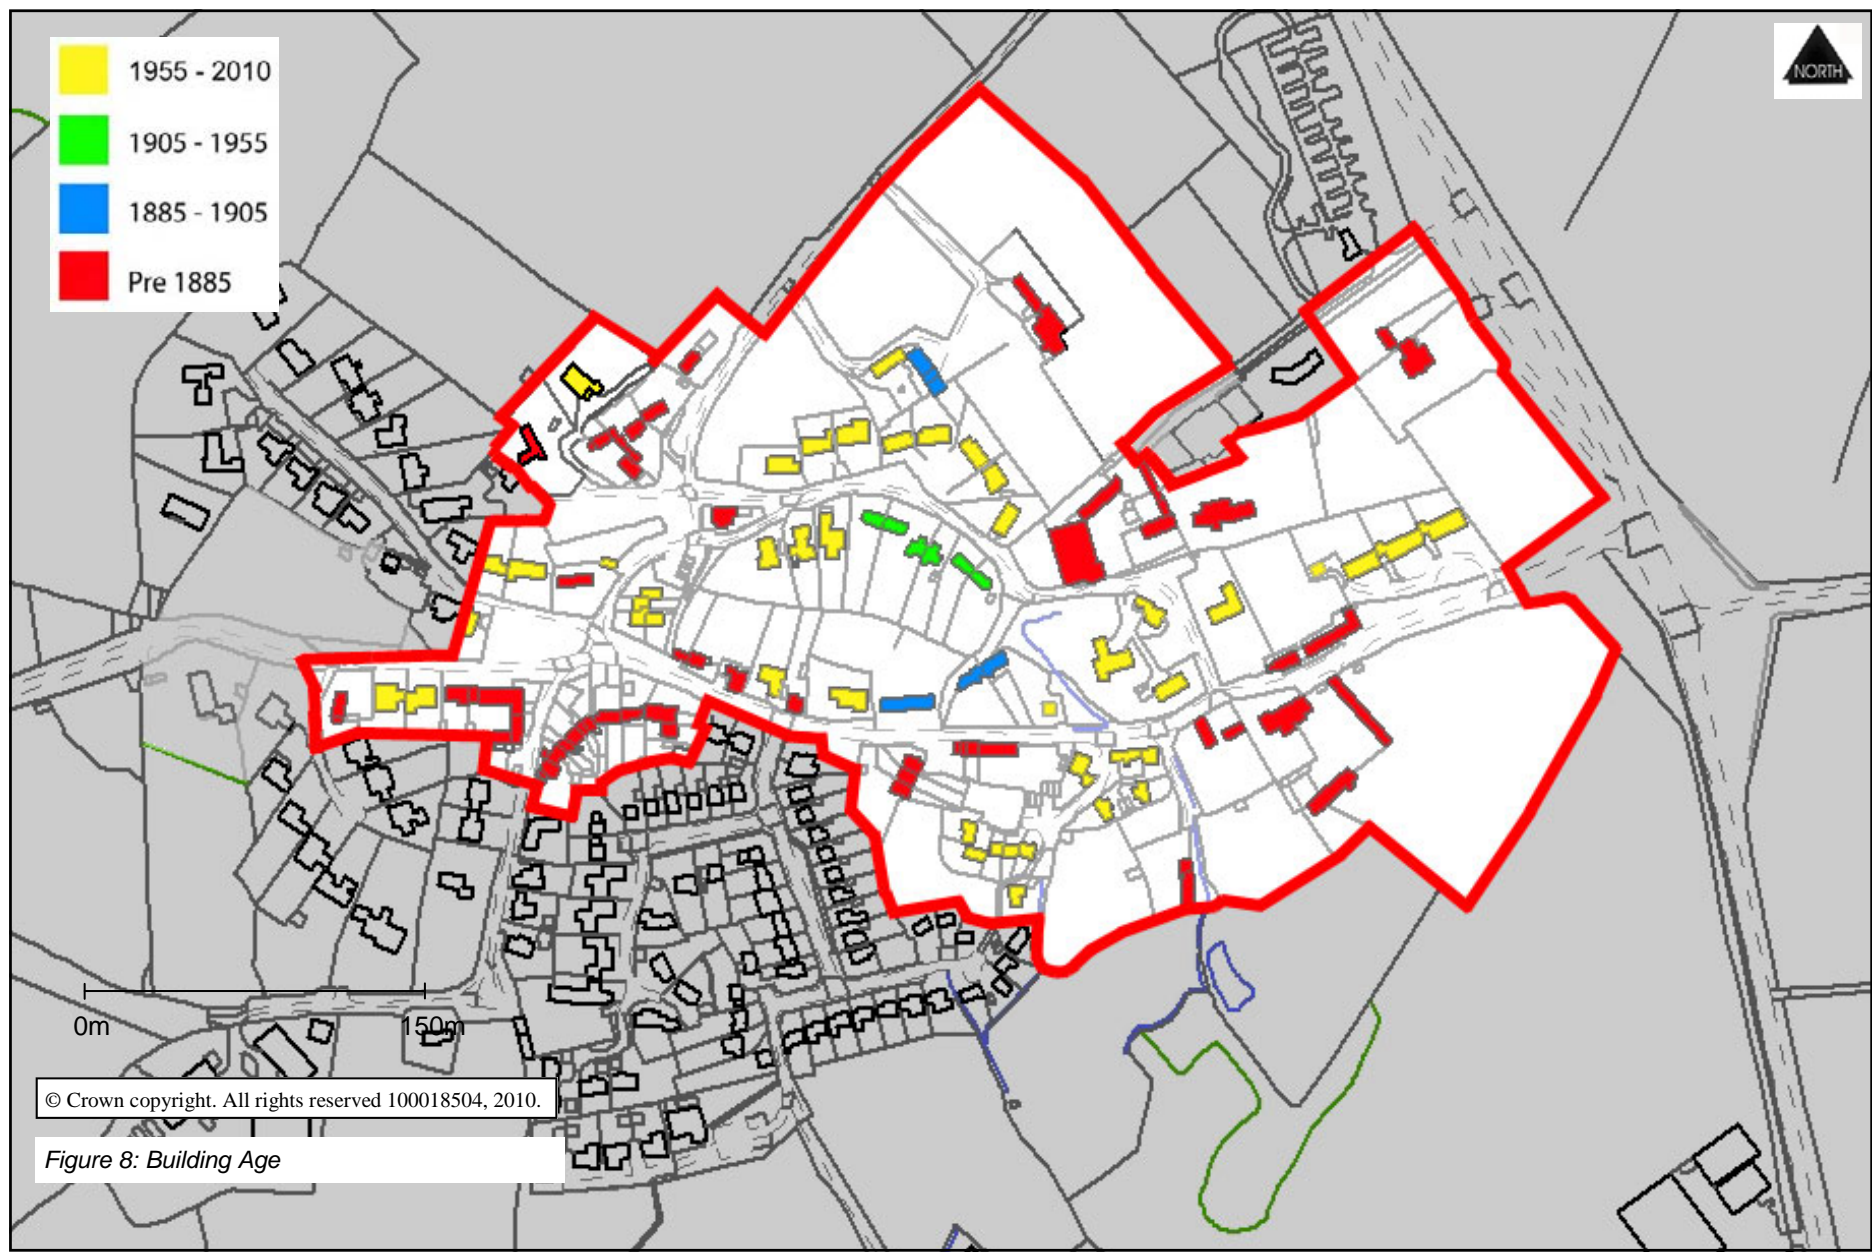 1955 - 2010
1905 - 1955
1885 - 1905
Pre 1885
NORTH
0m 150m
© Crown copyright. All rights reserved 100018504, 2010.
Figure 8: Building Age